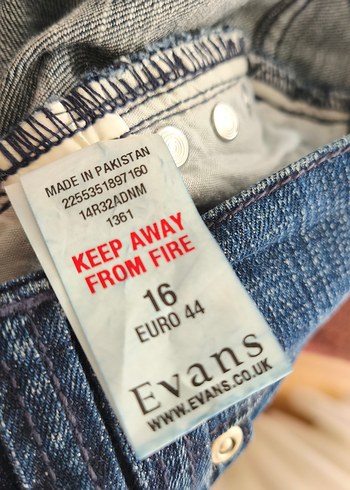 MADE IN PAKISTAN
2255351897160
14R32ADNM
1361
KEEP AWAY
FROM FIRE
16
EURO 44
Evans
WWW.EVANS.CO.UK